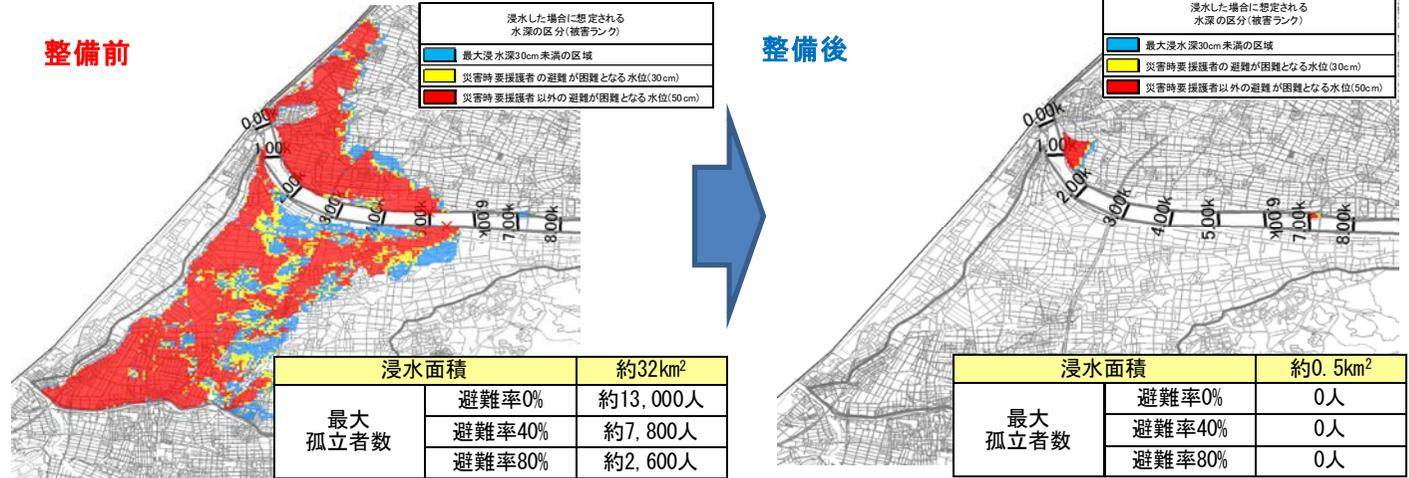 整備前
浸水した場合に想定される
水深の区分(被害ランク)
最大浸水深30cm未満の区域
災害時要援護者の避難が困難となる水位(30cm)
災害時要援護者以外の避難が困難となる水位(50cm)
0.00k
1.00k
2.00k
3.00k
6.00k
7.00k
8.00k
浸水面積 約32km²
最大
孤立者数
避難率0% 約13,000人
避難率40% 約7,800人
避難率80% 約2,600人
整備後
浸水した場合に想定される
水深の区分(被害ランク)
最大浸水深30cm未満の区域
災害時要援護者の避難が困難となる水位(30cm)
災害時要援護者以外の避難が困難となる水位(50cm)
0.00k
1.00k
2.00k
3.00k
4.00k
5.00k
6.00k
7.00k
8.00k
浸水面積 約0.5km²
最大
孤立者数
避難率0% 0人
避難率40% 0人
避難率80% 0人